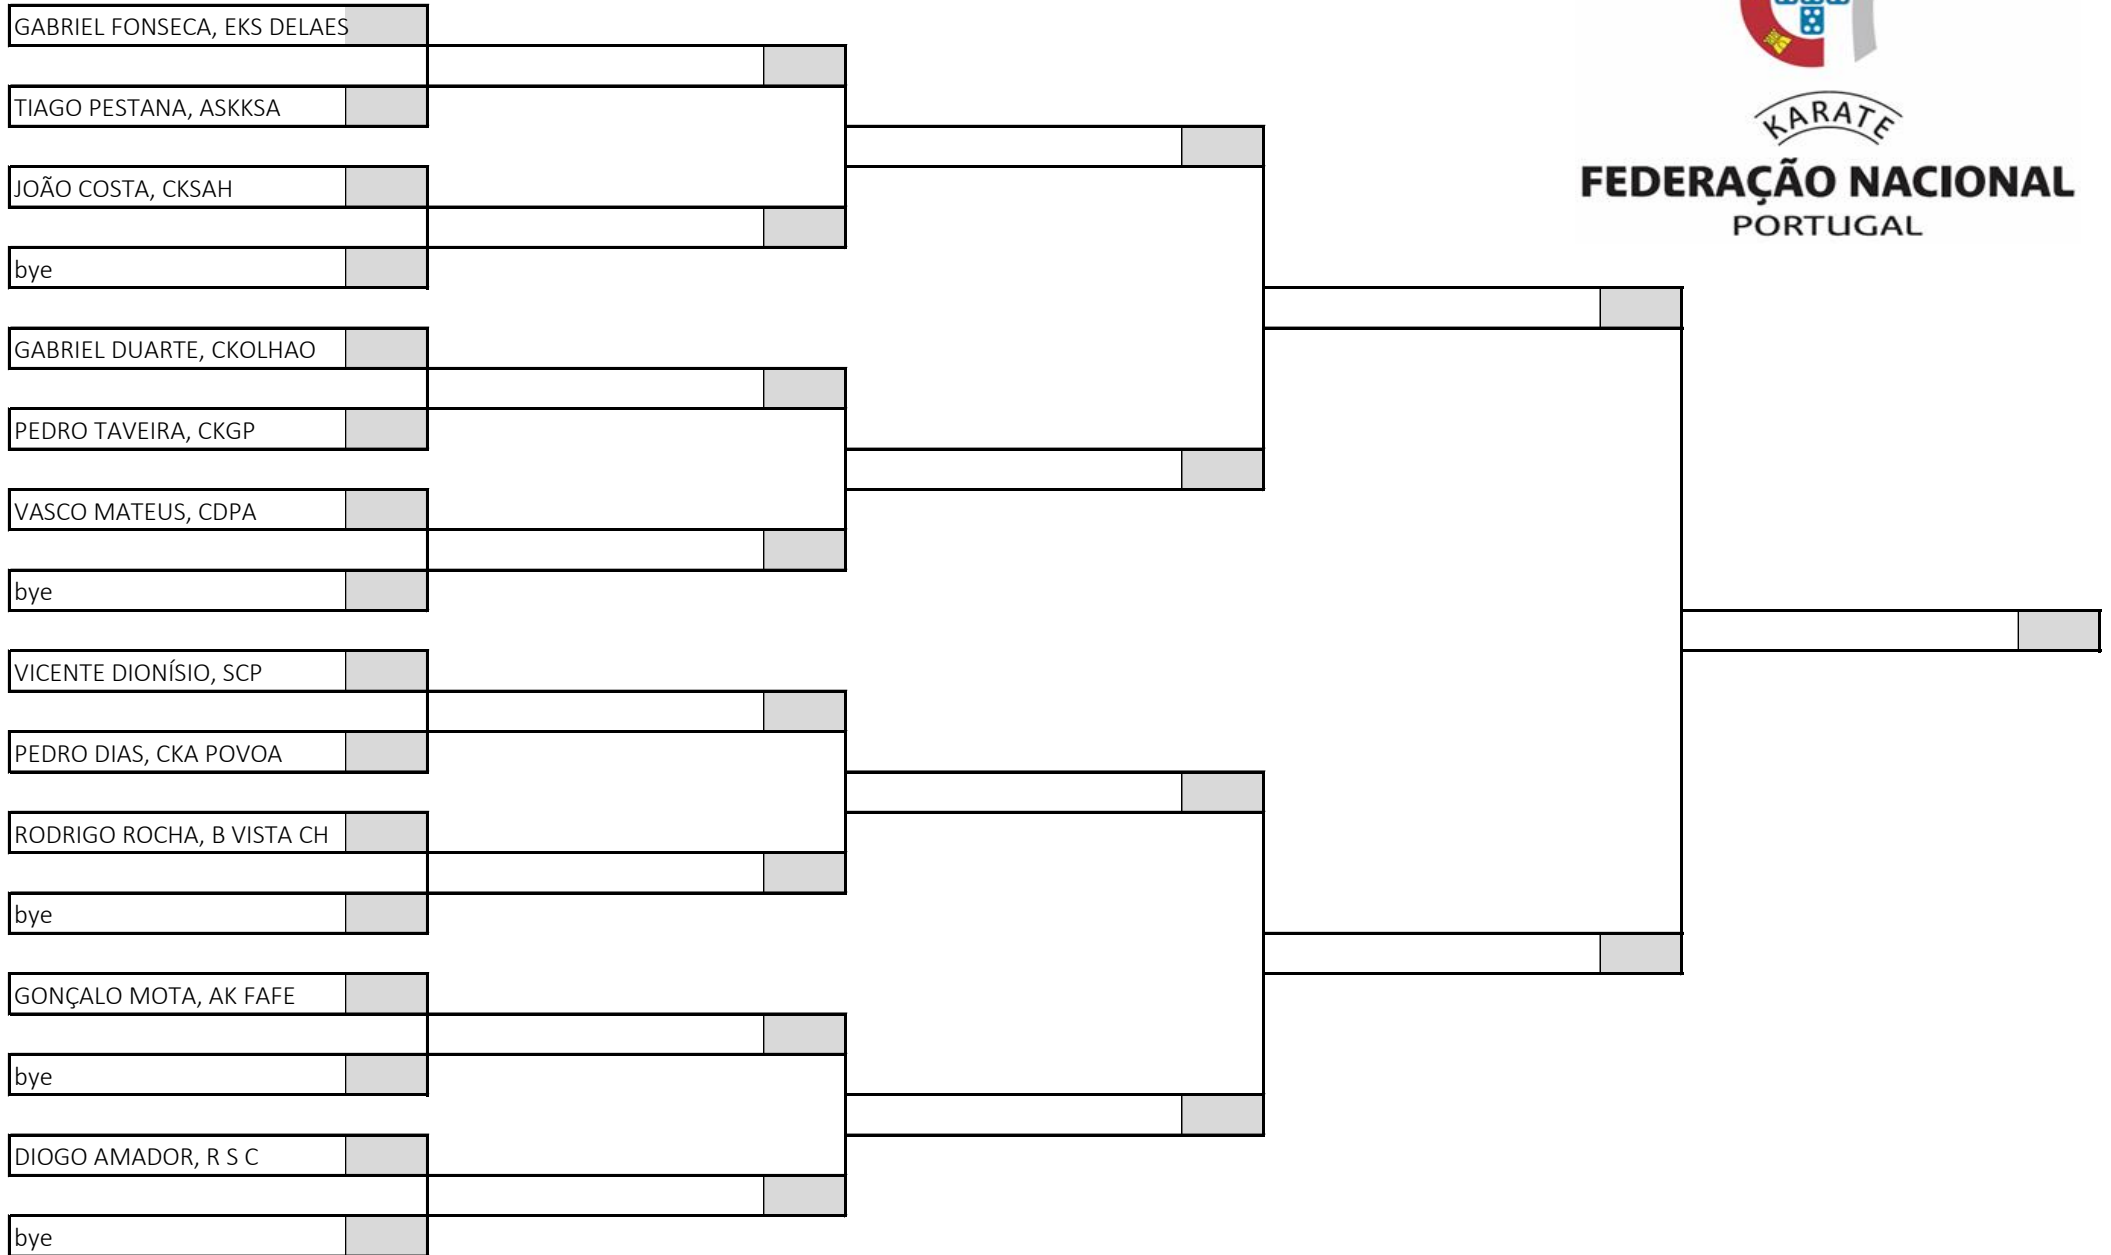 GABRIEL FONSECA, EKS DELAES
TIAGO PESTANA, ASKKSA
JOÃO COSTA, CKSAH
bye
GABRIEL DUARTE, CKOLHAO
PEDRO TAVEIRA, CKGP
VASCO MATEUS, CDPA
bye
VICENTE DIONÍSIO, SCP
PEDRO DIAS, CKA POVOA
RODRIGO ROCHA, B VISTA CH
bye
GONÇALO MOTA, AK FAFE
bye
DIOGO AMADOR, R S C
bye
KARATE
FEDERAÇÃO NACIONAL
PORTUGAL